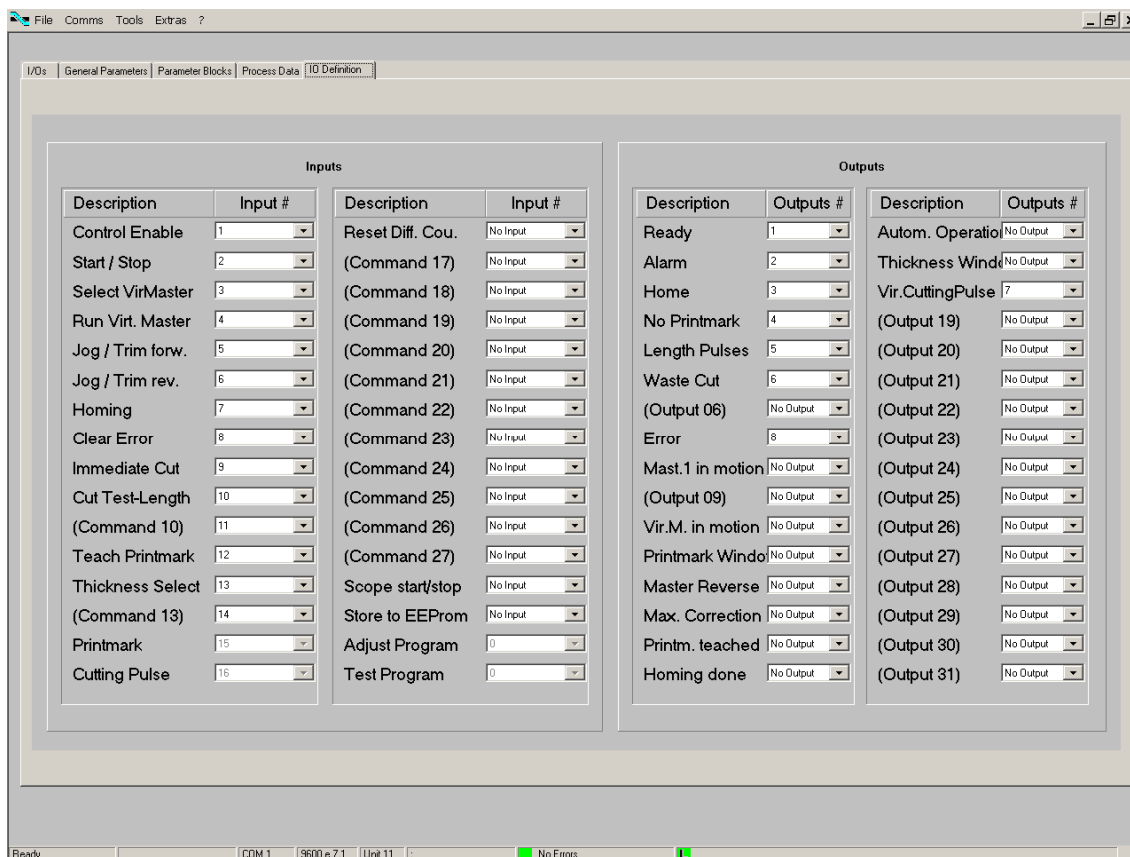 File Comms Tools Extras ?
I/Os General Parameters Parameter Blocks Process Data IO Definition
Inputs
Description Input #
Control Enable 1
Start / Stop 2
Select VirMaster 3
Run Virt. Master 4
Jog / Trim forw. 5
Jog / Trim rev. 6
Homing 7
Clear Error 8
Immediate Cut 9
Cut Test-Length 10
(Command 10) 11
Teach Printmark 12
Thickness Select 13
(Command 13) 14
Printmark 15
Cutting Pulse 16
Description Input #
Reset Diff. Cou. No Input
(Command 17) No Input
(Command 18) No Input
(Command 19) No Input
(Command 20) No Input
(Command 21) No Input
(Command 22) No Input
(Command 23) No Input
(Command 24) No Input
(Command 25) No Input
(Command 26) No Input
(Command 27) No Input
Scope start/stop No Input
Store to EEProm No Input
Adjust Program 0
Test Program 0
Outputs
Description Outputs #
Ready 1
Alarm 2
Home 3
No Printmark 4
Length Pulses 5
Waste Cut 6
(Output 06) No Output
Error 8
Mast.1 in motion No Output
(Output 09) No Output
Vir.M. in motion No Output
Printmark Windo No Output
Master Reverse No Output
Max. Correction No Output
Printm. teached No Output
Homing done No Output
Description Outputs #
Autom. Operatio No Output
Thickness Windo No Output
Vir.CuttingPulse 7
(Output 19) No Output
(Output 20) No Output
(Output 21) No Output
(Output 22) No Output
(Output 23) No Output
(Output 24) No Output
(Output 25) No Output
(Output 26) No Output
(Output 27) No Output
(Output 28) No Output
(Output 29) No Output
(Output 30) No Output
(Output 31) No Output
Ready COM 1 9600 e 7 1 Unit 11 : No Errors